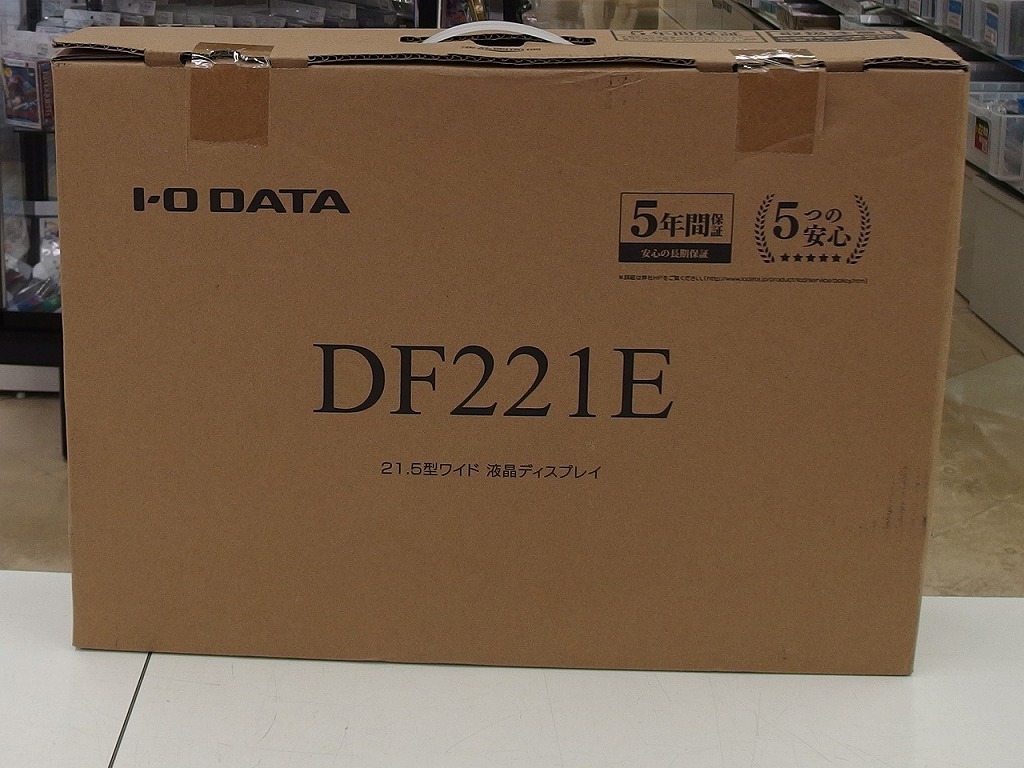 I-O DATA
5年間保証
安心の長期保証
5つの安心
DF221E
21.5型ワイド 液晶ディスプレイ